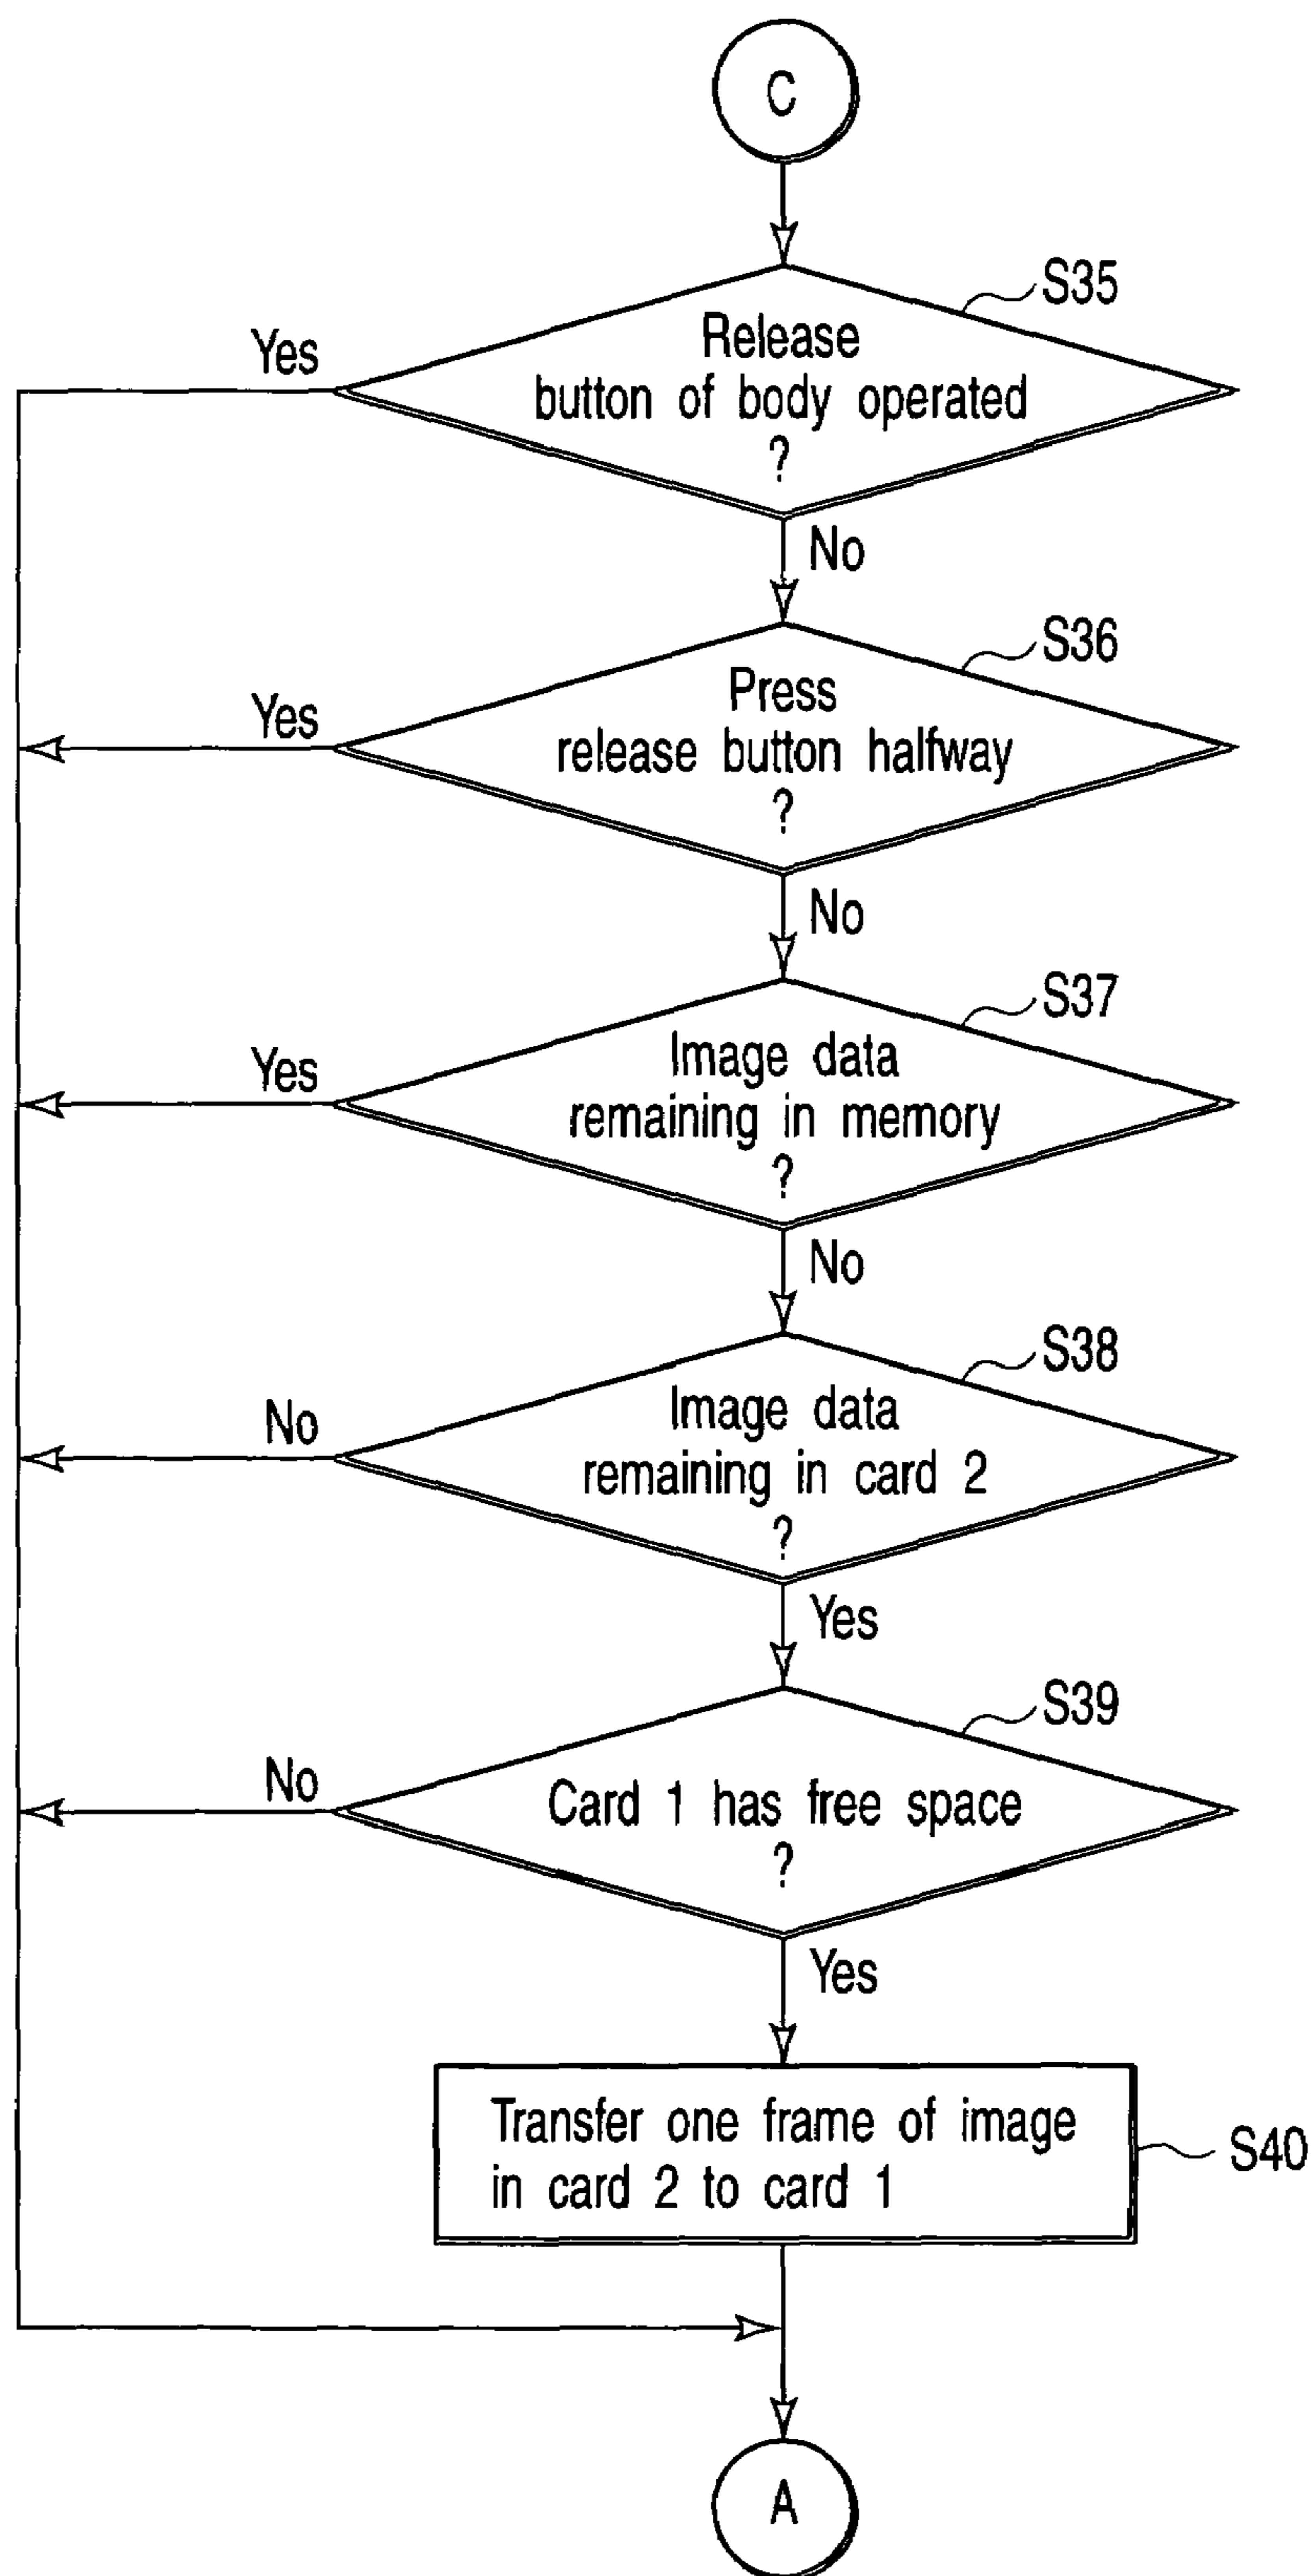 C
S35
Yes
Release
button of body operated
?
No
S36
Yes
Press
release button halfway
?
No
S37
Yes
Image data
remaining in memory
?
No
S38
No
Image data
remaining in card 2
?
Yes
S39
No
Card 1 has free space
?
Yes
Transfer one frame of image
in card 2 to card 1
S40
A